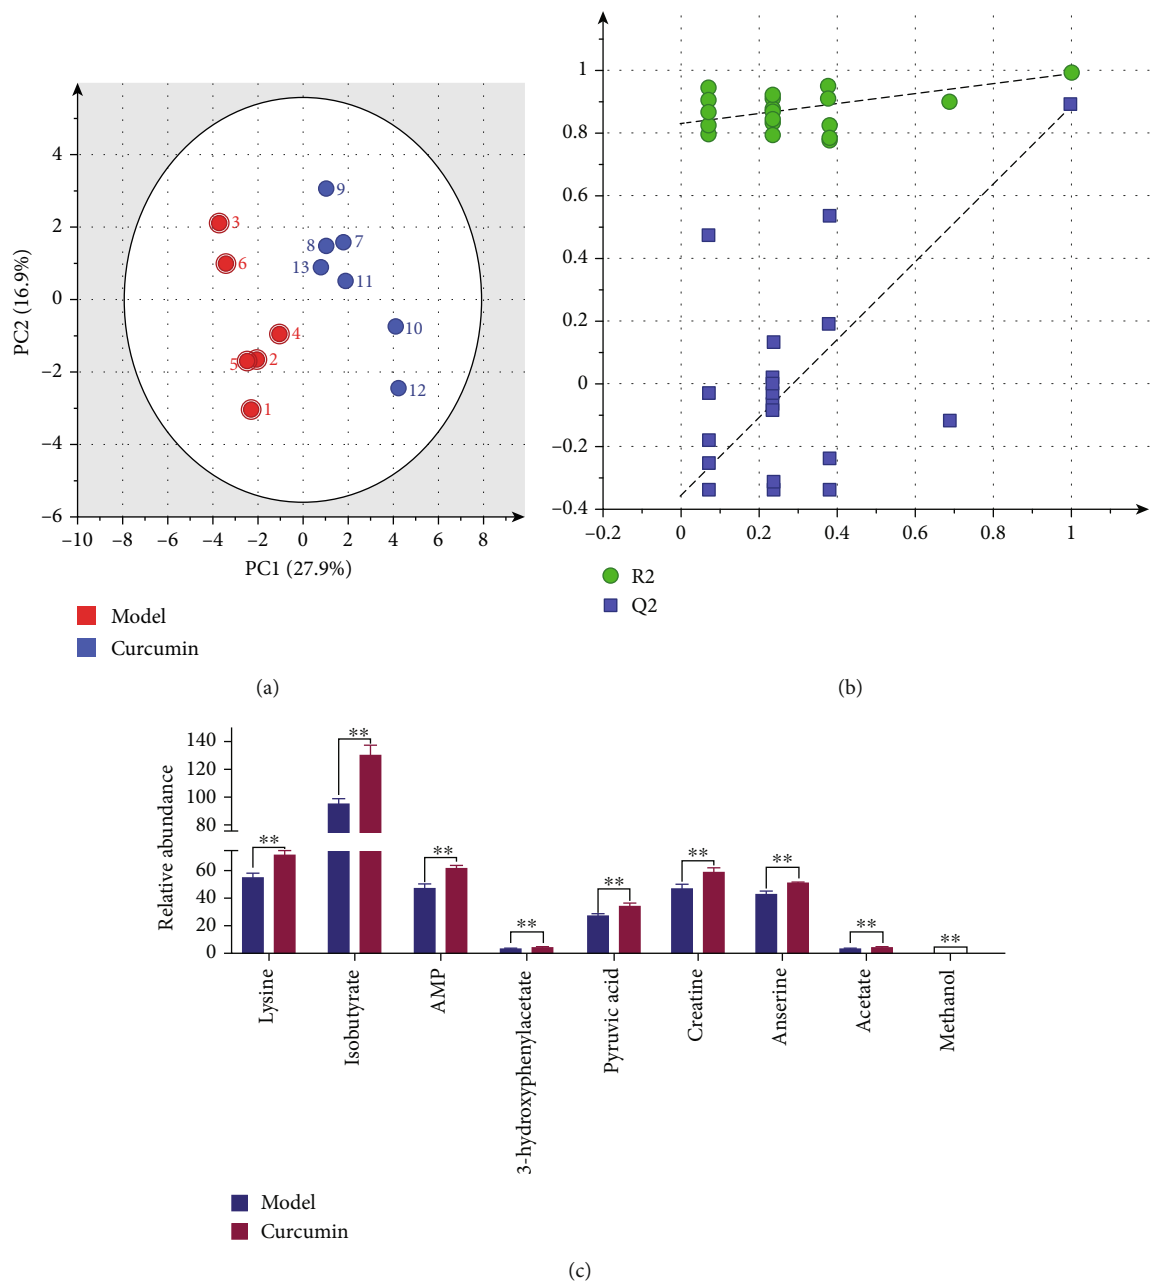 4
2
0
−2
−4
−6
−10
−8
−6
−4
−2
0
2
4
6
8
PC2 (16.9%)
PC1 (27.9%)
3
6
4
5
2
1
9
8
7
13
11
10
12
Model
Curcumin
(a)
1
0.8
0.6
0.4
0.2
0
−0.2
−0.4
−0.2
0
0.2
0.4
0.6
0.8
1
R2
Q2
(b)
Relative abundance
140
120
100
80
60
40
20
0
**
**
**
**
**
**
**
**
**
Lysine
Isobutyrate
AMP
3-hydroxyphenylacetate
Pyruvic acid
Creatine
Anserine
Acetate
Methanol
Model
Curcumin
(c)